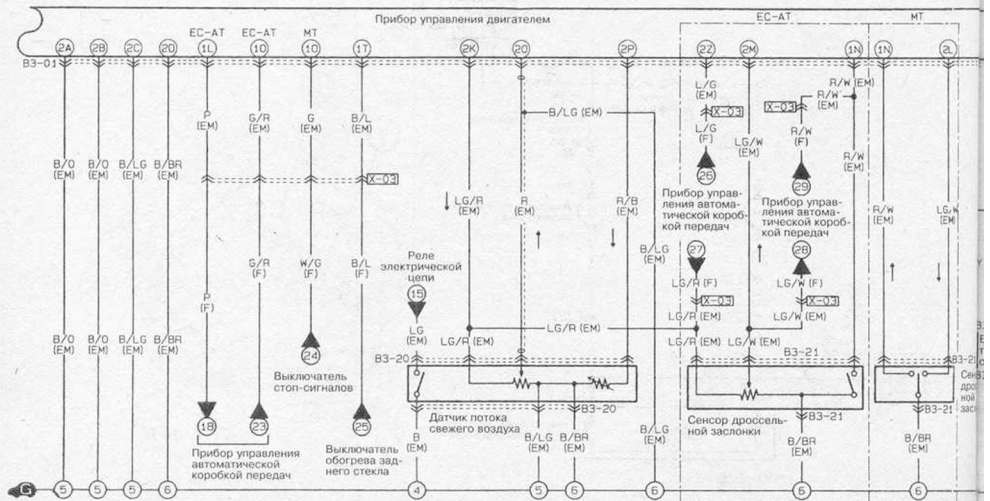 Прибор управления двигателем
EC-AT
MT
EC-AT
EC-AT
MT
2A
2B
2C
2D
1L
1O
1O
1T
2K
2O
2P
2Z
2M
1N
1N
2L
B3-01
R/W (EM)
R/W
(EM)
L/G
(EM)
X-03
X-03
P
(EM)
G/R
(EM)
G
(EM)
B/L
(EM)
B/LG (EM)
L/G
(F)
R/W
(F)
LG/W
(EM)
R/W
(EM)
B/O
(EM)
B/O
(EM)
B/LG
(EM)
B/BR
(EM)
X-03
26
29
LG/R
(EM)
R
(EM)
R/B
(EM)
Прибор управ-
ления автома-
тической короб-
кой передач
Прибор управ-
ления автома-
тической короб-
кой передач
R/W
(EM)
LG/W
(EM)
G/R
(F)
W/G
(F)
B/L
(F)
Реле
электрической
цепи
B/LG
(EM)
27
28
15
LG/R (F)
LG/W (F)
P
(F)
X-03
X-03
LG
(EM)
LG/R (EM)
LG/R (EM)
LG/W (EM)
B/O
(EM)
B/O
(EM)
B/LG
(EM)
B/BR
(EM)
24
LG/R (EM)
LG/R (EM)
LG/W (EM)
B3-20
B3-21
B3-21
Выключатель
стоп-сигналов
18
23
25
Датчик потока
свежего воздуха
B3-20
Сенсор дроссель-
ной заслонки
B3-21
B3-21
Прибор управления
автоматической
коробкой передач
Выключатель
обогрева зад-
него стекла
B
(EM)
B/LG
(EM)
B/BR
(EM)
B/LG
(EM)
B/BR
(EM)
B/BR
(EM)
G
5
5
5
6
4
5
6
6
6
6